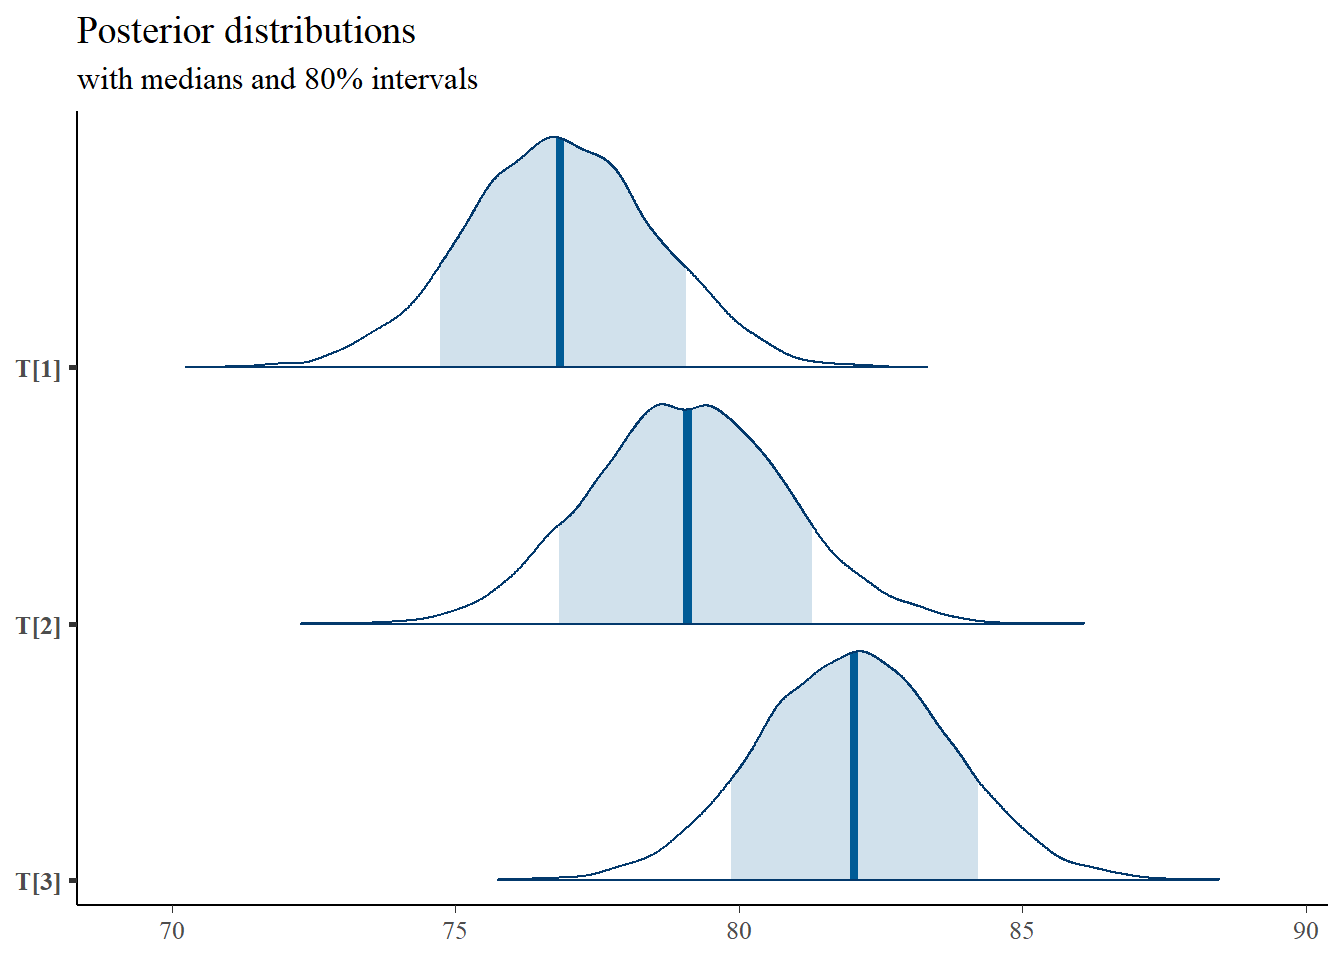 Posterior distributions
with medians and 80% intervals
T[1]
T[2]
T[3]
70 75 80 85 90